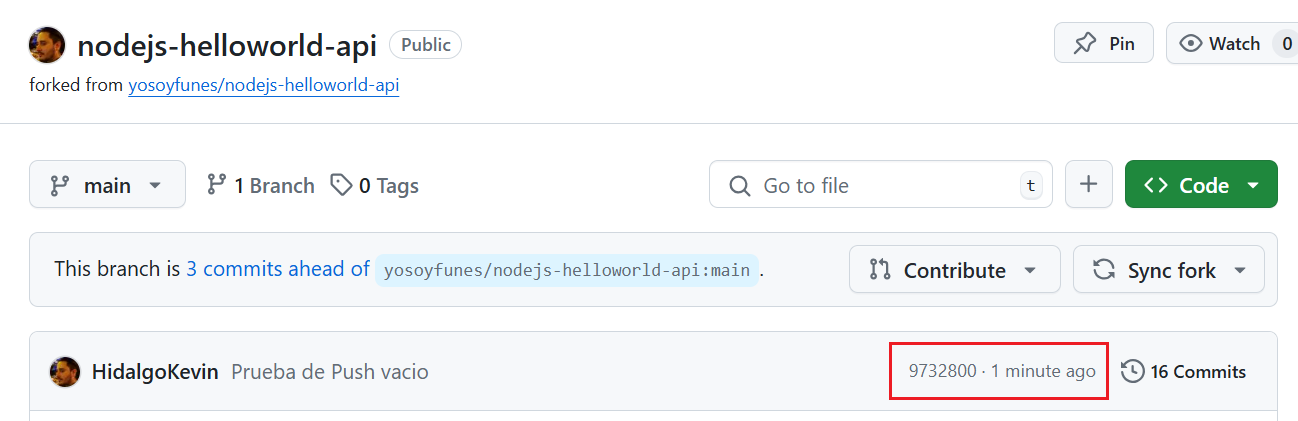 nodejs-helloworld-api Public Pin Watch 0
forked from yosoyfunes/nodejs-helloworld-api
main 1 Branch 0 Tags Go to file t Code
This branch is 3 commits ahead of yosoyfunes/nodejs-helloworld-api:main . Contribute Sync fork
HidalgoKevin Prueba de Push vacio 9732800 · 1 minute ago 16 Commits